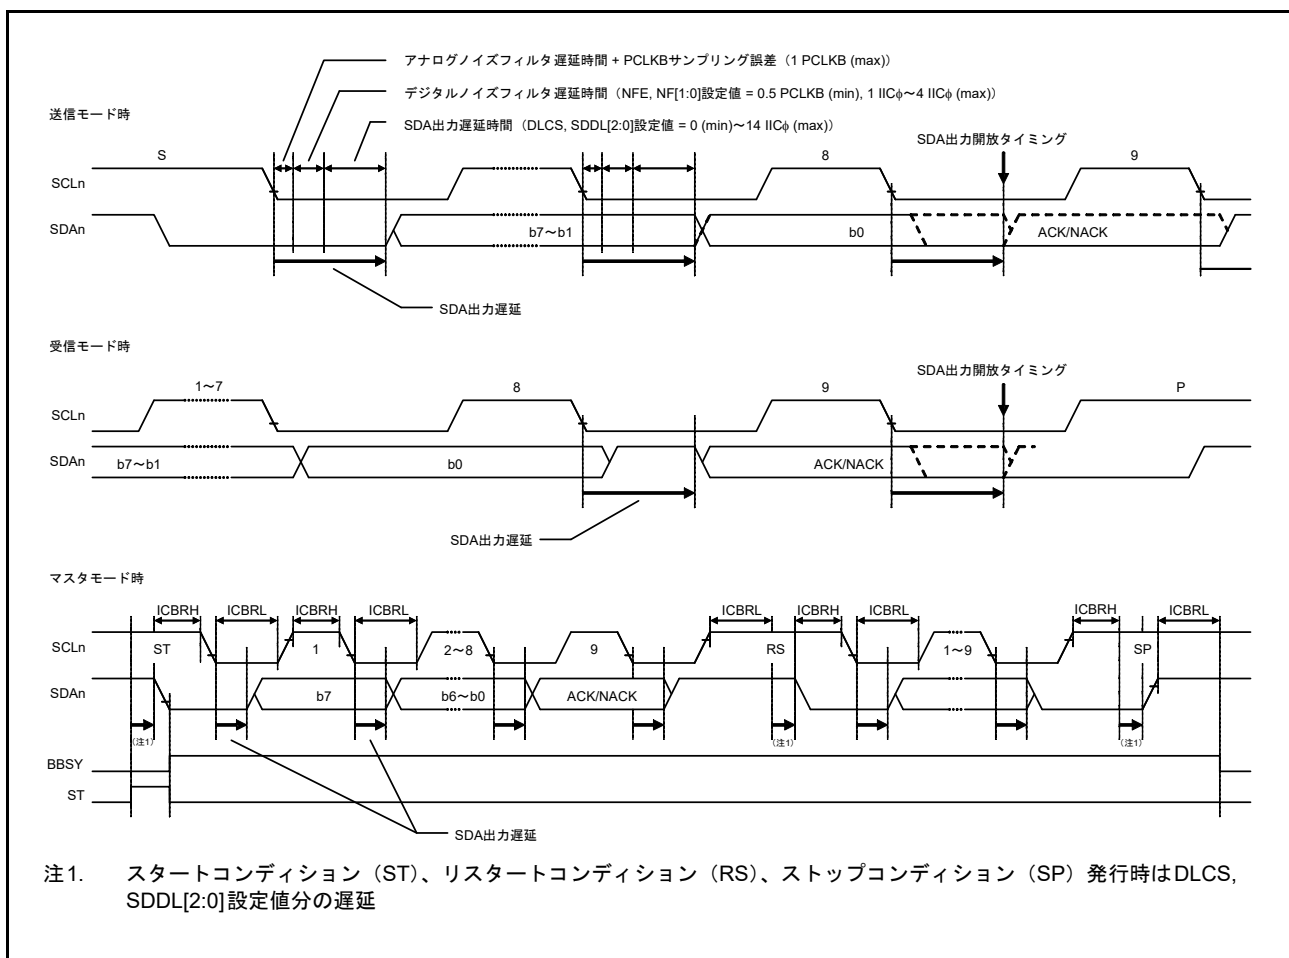 アナログノイズフィルタ遅延時間 + PCLKBサンプリング誤差（1 PCLKB (max)）
デジタルノイズフィルタ遅延時間（NFE, NF[1:0]設定値 = 0.5 PCLKB (min), 1 IICφ～4 IICφ (max)）
送信モード時
SDA出力遅延時間（DLCS, SDDL[2:0]設定値 = 0 (min)～14 IICφ (max)）
SDA出力開放タイミング
S
8
9
SCLn
SDAn
b7～b1
b0
ACK/NACK
SDA出力遅延
受信モード時
SDA出力開放タイミング
1～7
8
9
P
SCLn
SDAn
b7～b1
b0
ACK/NACK
SDA出力遅延
マスタモード時
ICBRH
ICBRL
ICBRH
ICBRL
ICBRL
ICBRH
ICBRL
ICBRH
ICBRL
SCLn
ST
1
2～8
9
RS
1～9
SP
SDAn
b7
b6～b0
ACK/NACK
（注1）
（注1）
（注1）
BBSY
ST
SDA出力遅延
注1. スタートコンディション（ST）、リスタートコンディション（RS）、ストップコンディション（SP）発行時はDLCS,
SDDL[2:0]設定値分の遅延